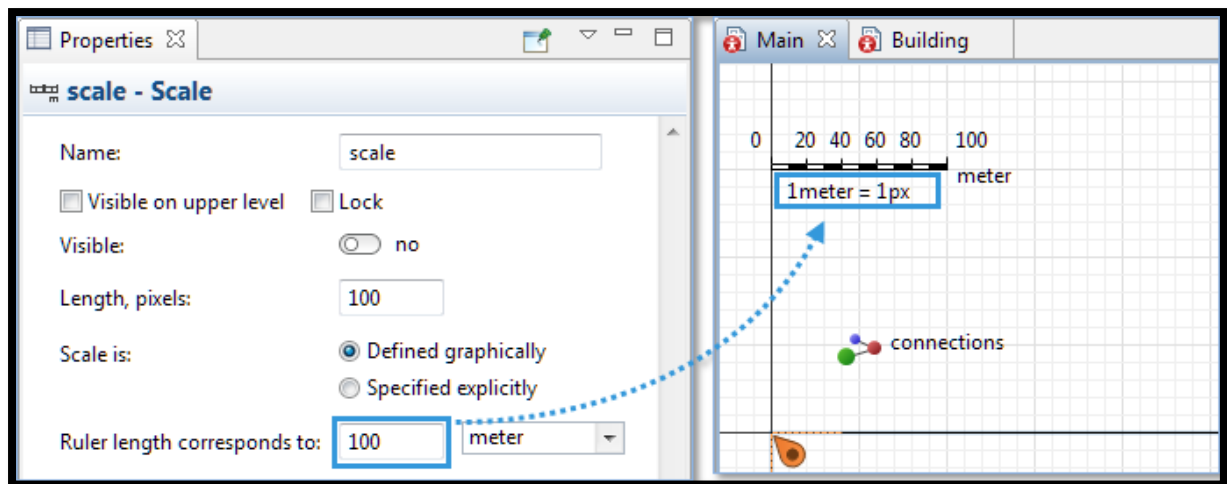 Properties
scale - Scale
Name: scale
Visible on upper level Lock
Visible: no
Length, pixels: 100
Scale is: Defined graphically
Specified explicitly
Ruler length corresponds to: 100 meter
Main Building
0 20 40 60 80 100
meter
1meter = 1px
connections